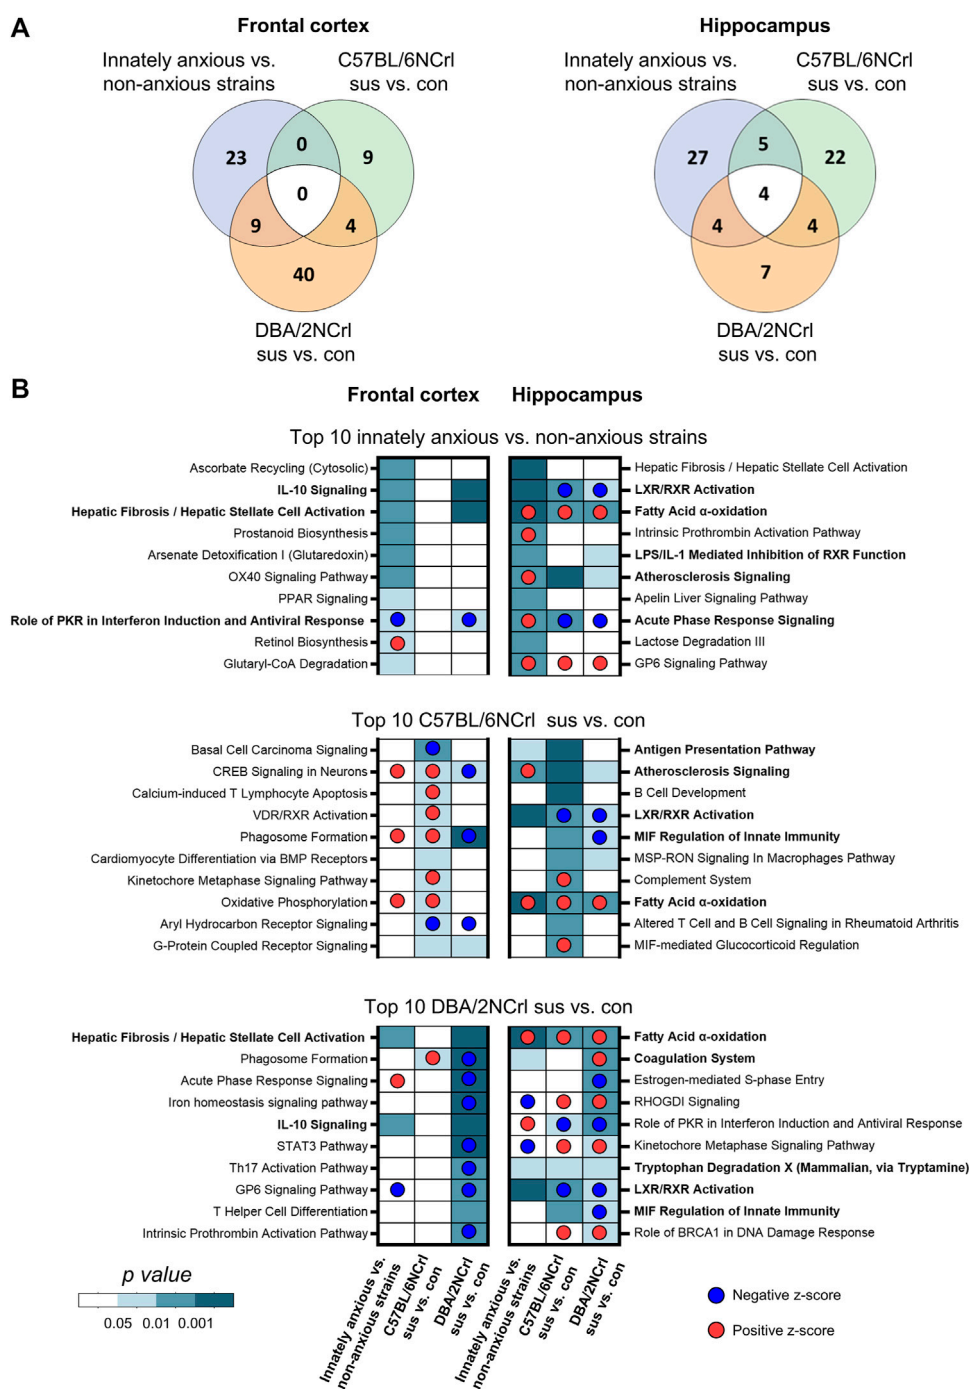 A
Frontal cortex
Hippocampus
Innately anxious vs.
non-anxious strains
C57BL/6NCrl
sus vs. con
Innately anxious vs.
non-anxious strains
C57BL/6NCrl
sus vs. con
23
0
9
0
9
4
40
27
5
22
4
4
4
7
DBA/2NCrl
sus vs. con
DBA/2NCrl
sus vs. con
B
Frontal cortex
Hippocampus
Top 10 innately anxious vs. non-anxious strains
Ascorbate Recycling (Cytosolic)
IL-10 Signaling
Hepatic Fibrosis / Hepatic Stellate Cell Activation
Prostanoid Biosynthesis
Arsenate Detoxification I (Glutaredoxin)
OX40 Signaling Pathway
PPAR Signaling
Role of PKR in Interferon Induction and Antiviral Response
Retinol Biosynthesis
Glutaryl-CoA Degradation
Hepatic Fibrosis / Hepatic Stellate Cell Activation
LXR/RXR Activation
Fatty Acid α-oxidation
Intrinsic Prothrombin Activation Pathway
LPS/IL-1 Mediated Inhibition of RXR Function
Atherosclerosis Signaling
Apelin Liver Signaling Pathway
Acute Phase Response Signaling
Lactose Degradation III
GP6 Signaling Pathway
Top 10 C57BL/6NCrl sus vs. con
Basal Cell Carcinoma Signaling
CREB Signaling in Neurons
Calcium-induced T Lymphocyte Apoptosis
VDR/RXR Activation
Phagosome Formation
Cardiomyocyte Differentiation via BMP Receptors
Kinetochore Metaphase Signaling Pathway
Oxidative Phosphorylation
Aryl Hydrocarbon Receptor Signaling
G-Protein Coupled Receptor Signaling
Antigen Presentation Pathway
Atherosclerosis Signaling
B Cell Development
LXR/RXR Activation
MIF Regulation of Innate Immunity
MSP-RON Signaling In Macrophages Pathway
Complement System
Fatty Acid α-oxidation
Altered T Cell and B Cell Signaling in Rheumatoid Arthritis
MIF-mediated Glucocorticoid Regulation
Top 10 DBA/2NCrl sus vs. con
Hepatic Fibrosis / Hepatic Stellate Cell Activation
Phagosome Formation
Acute Phase Response Signaling
Iron homeostasis signaling pathway
IL-10 Signaling
STAT3 Pathway
Th17 Activation Pathway
GP6 Signaling Pathway
T Helper Cell Differentiation
Intrinsic Prothrombin Activation Pathway
Fatty Acid α-oxidation
Coagulation System
Estrogen-mediated S-phase Entry
RHOGDI Signaling
Role of PKR in Interferon Induction and Antiviral Response
Kinetochore Metaphase Signaling Pathway
Tryptophan Degradation X (Mammalian, via Tryptamine)
LXR/RXR Activation
MIF Regulation of Innate Immunity
Role of BRCA1 in DNA Damage Response
p value
0.05 0.01 0.001
Innately anxious vs.
non-anxious strains
C57BL/6NCrl
sus vs. con
DBA/2NCrl
sus vs. con
Innately anxious vs.
non-anxious strains
C57BL/6NCrl
sus vs. con
DBA/2NCrl
sus vs. con
Negative z-score
Positive z-score